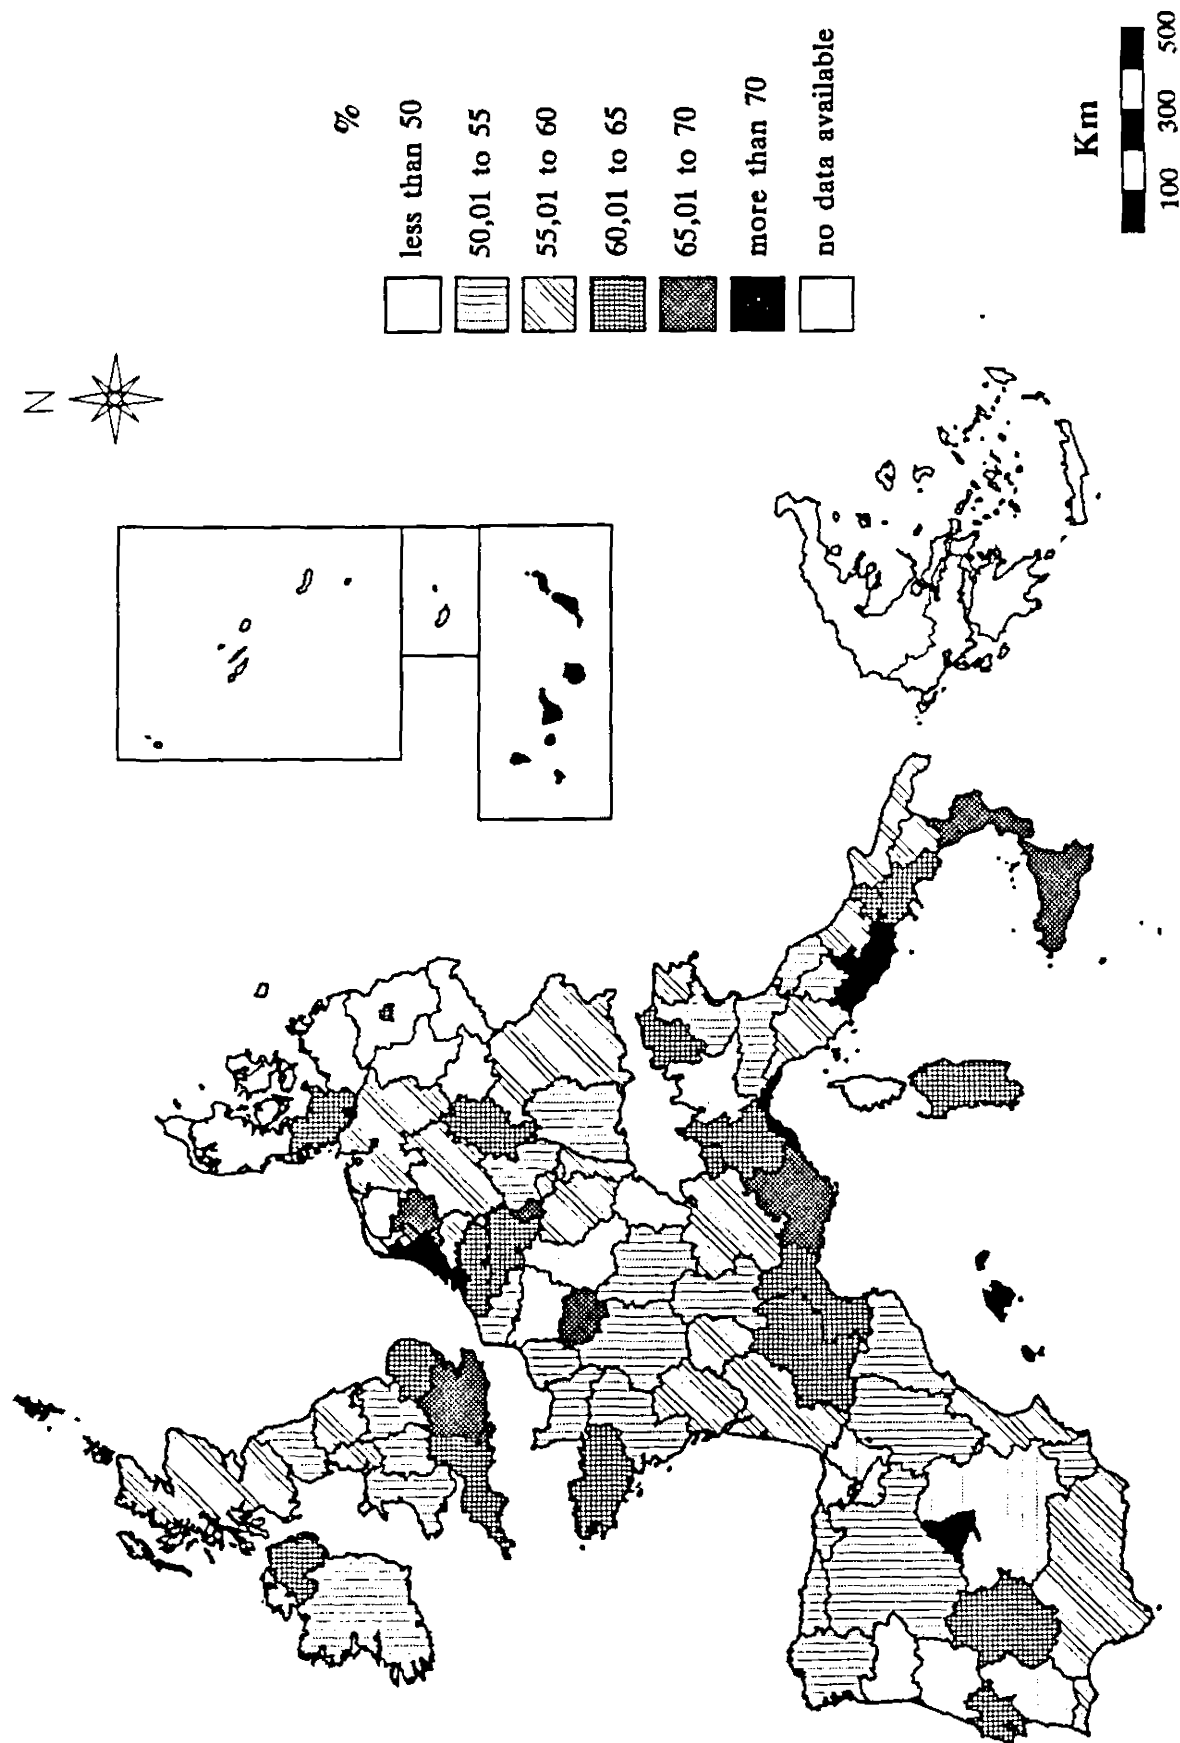 N
%
less than 50
50,01 to 55
55,01 to 60
60,01 to 65
65,01 to 70
more than 70
no data available
Km
100 300 500